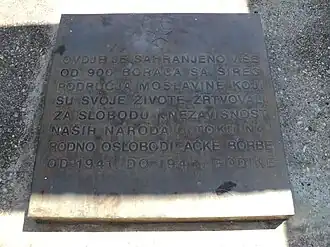 OVDJE JE SAHRANJENO VIŠE
OD 900 BORACA SA ŠIREG
PODRUČJA MOSLAVINE KOJI
SU SVOJE ŽIVOTE ŽRTVOVALI
ZA SLOBODU I NEZAVISNOST
NAŠIH NARODA U TOKU NA-
RODNO OSLOBODILAČKE BORBE
OD 1941 DO 1945 GODINE